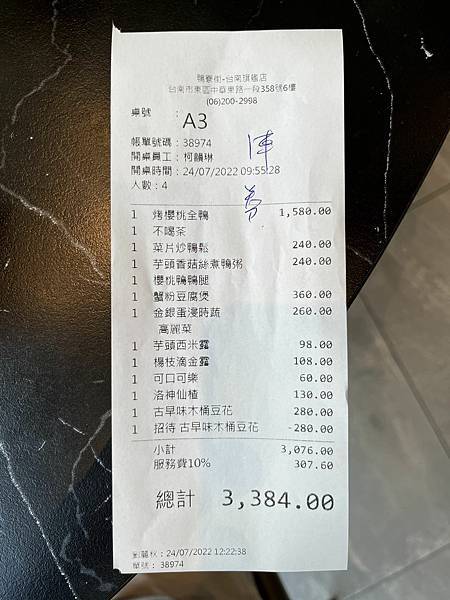 鴨寮街-台南旗艦店
台南市東區中華東路一段358號6樓
(06)200-2998
桌號 : A3
帳單號碼 : 38974
開桌員工 : 柯韻琳
開桌時間 : 24/07/2022 09:55:28
人數 : 4
1 烤櫻桃全鴨 1,580.00
1 不喝茶
1 菜片炒鴨鬆 240.00
1 芋頭香菇絲煮鴨粥 240.00
1 櫻桃鴨鴨腿
1 蟹粉豆腐煲 360.00
1 金銀蛋浸時蔬 260.00
高麗菜
1 芋頭西米露 98.00
1 楊枝滴金露 108.00
1 可口可樂 60.00
1 洛神仙楂 130.00
1 古早味木桶豆花 280.00
1 招待 古早味木桶豆花 -280.00
小計 3,076.00
服務費10% 307.60
總計 3,384.00
24/07/2022 12:22:38
單號 : 38974